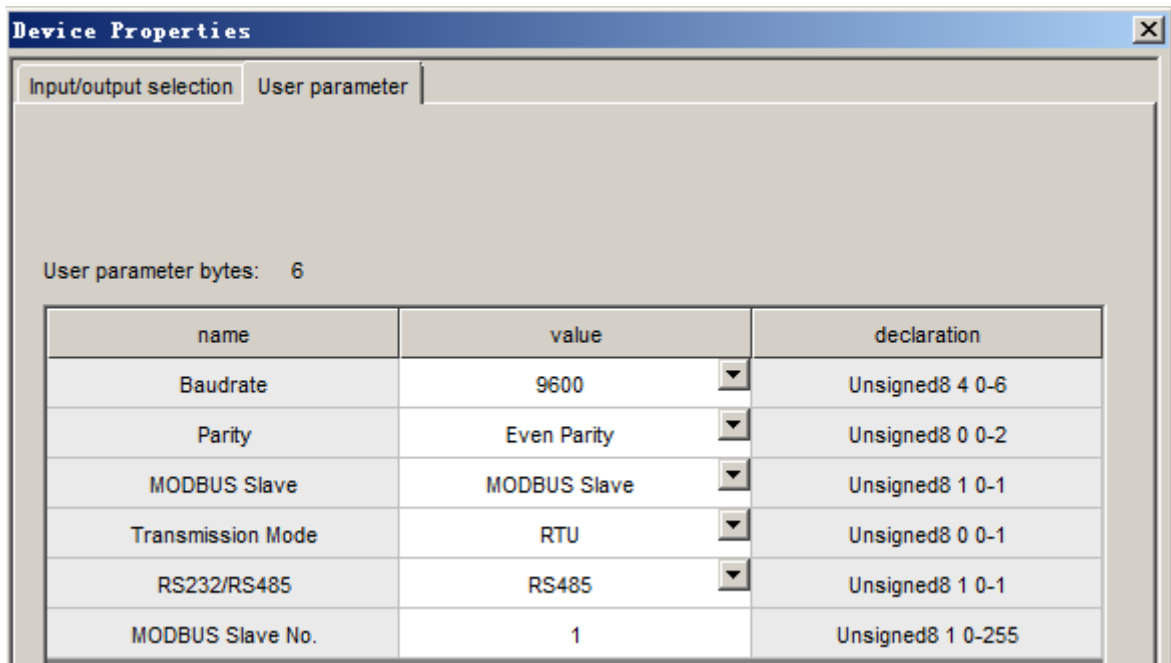 Device Properties
Input/output selection User parameter
User parameter bytes: 6
name value declaration
Baudrate 9600 Unsigned8 4 0-6
Parity Even Parity Unsigned8 0 0-2
MODBUS Slave MODBUS Slave Unsigned8 1 0-1
Transmission Mode RTU Unsigned8 0 0-1
RS232/RS485 RS485 Unsigned8 1 0-1
MODBUS Slave No. 1 Unsigned8 1 0-255